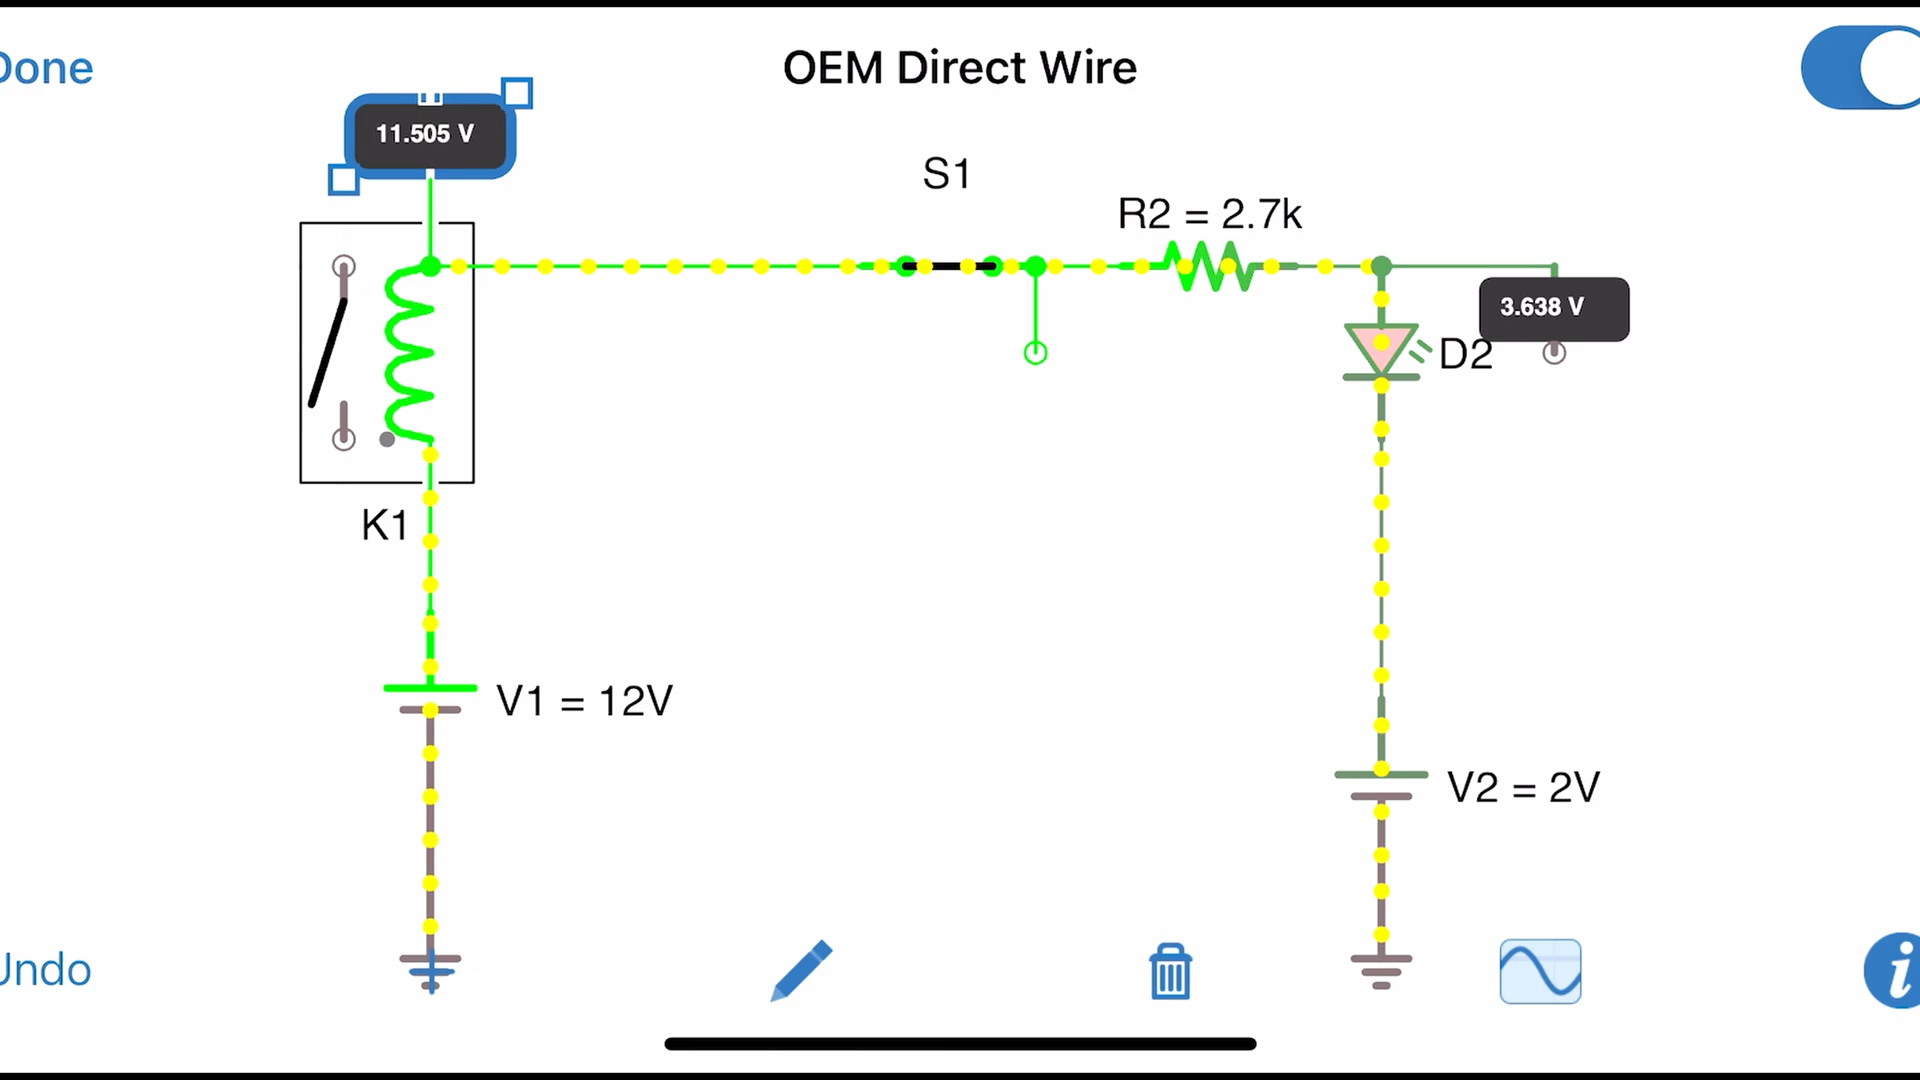 Done
OEM Direct Wire
11.505 V
S1
R2 = 2.7k
3.638 V
D2
K1
V1 = 12V
V2 = 2V
Undo
i